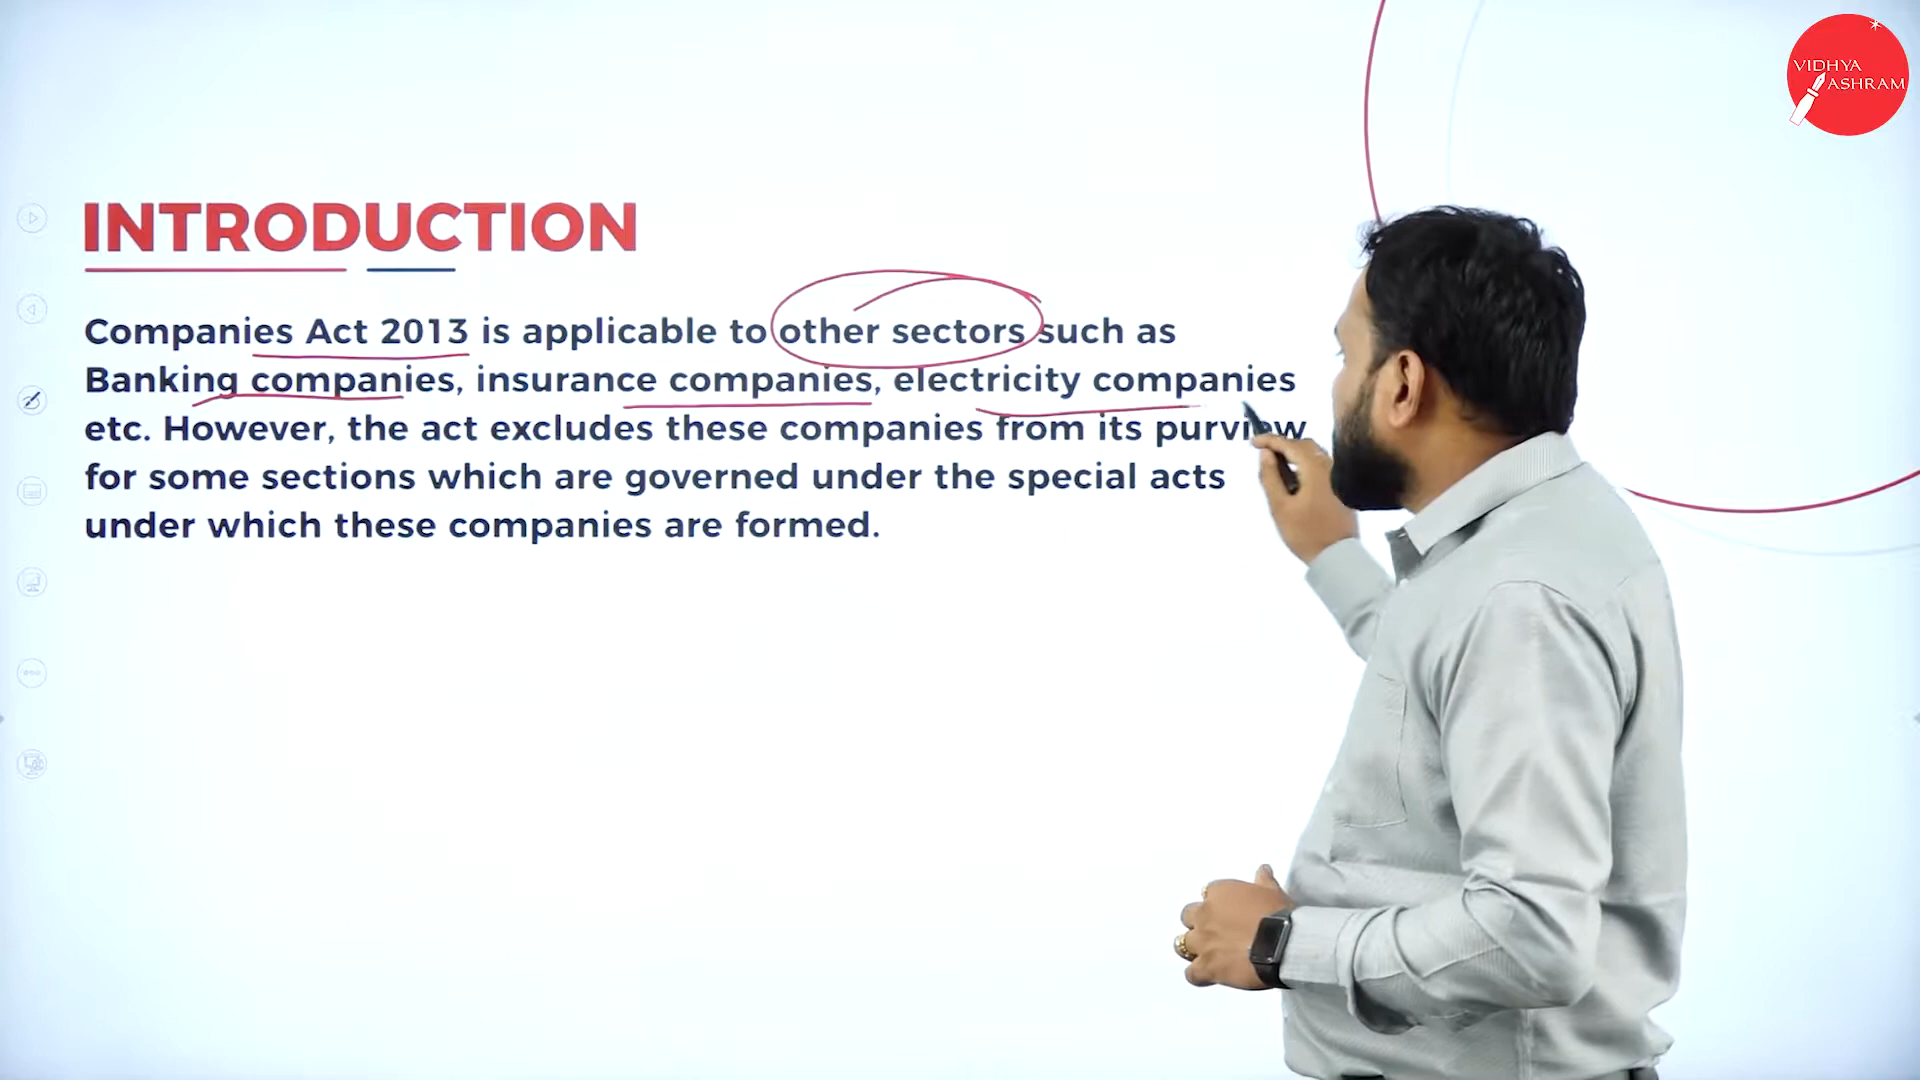 VIDHYA
ASHRAM
INTRODUCTION
Companies Act 2013 is applicable to other sectors such as
Banking companies, insurance companies, electricity companies
etc. However, the act excludes these companies from its purview
for some sections which are governed under the special acts
under which these companies are formed.